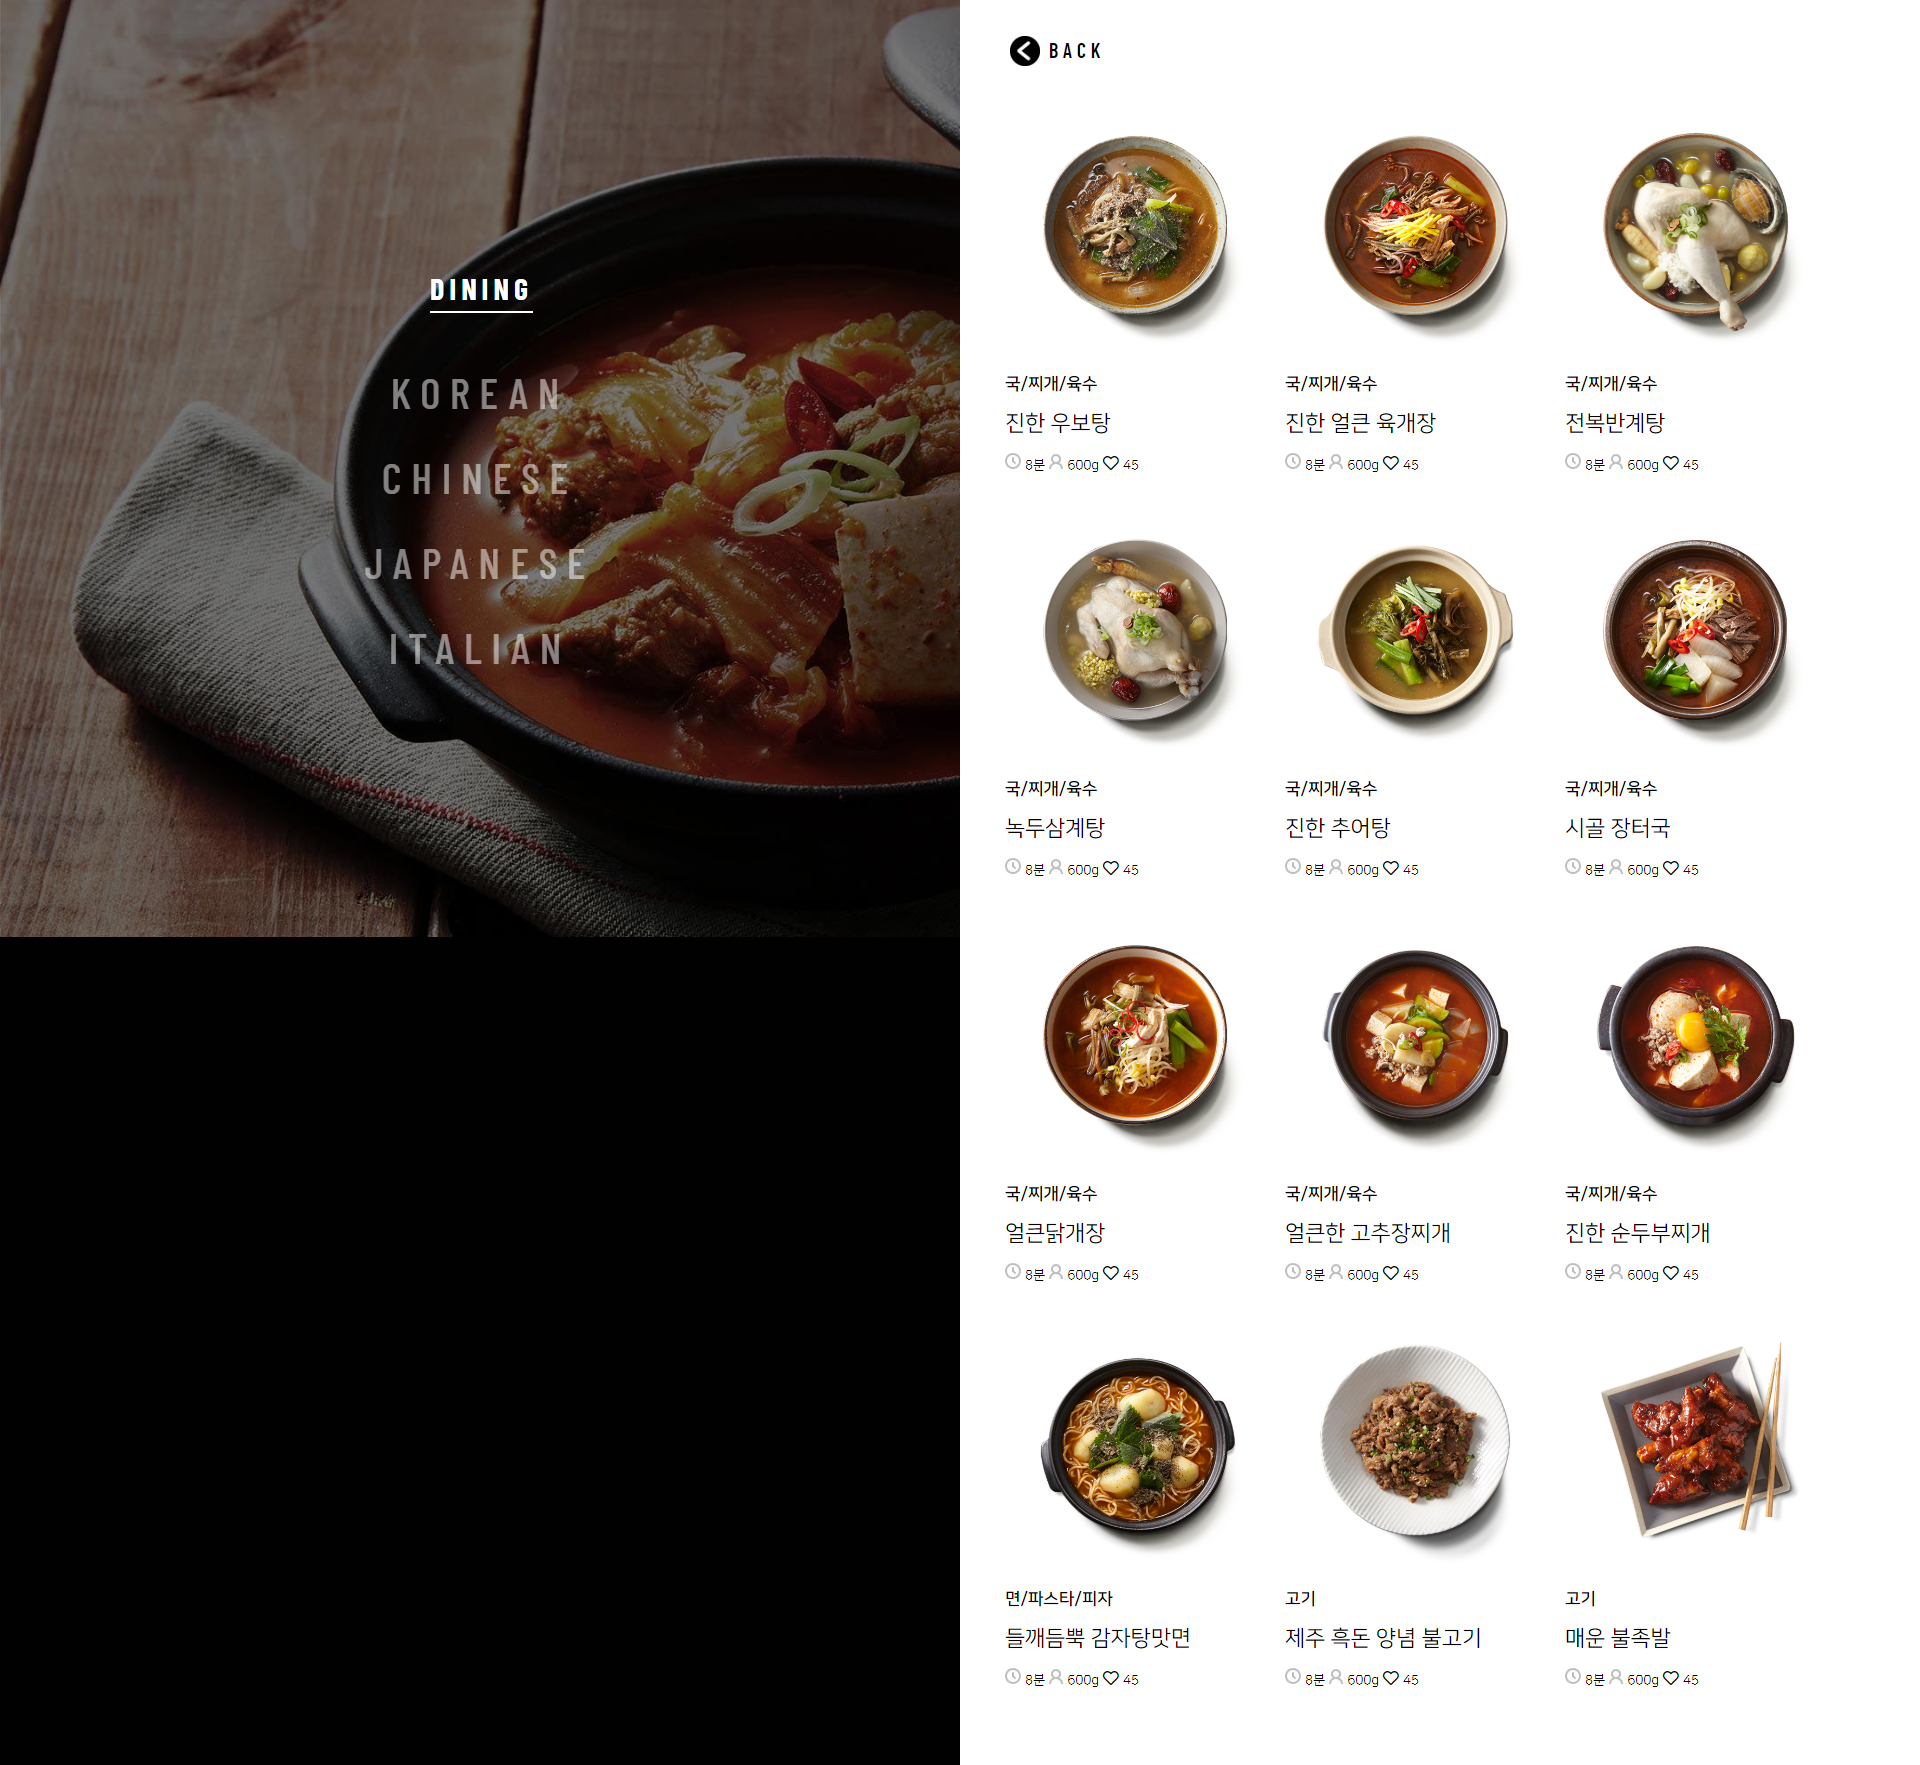 DINING
KOREAN
CHINESE
JAPANESE
ITALIAN
BACK
국/찌개/육수
진한 우보탕
8분 600g 45
국/찌개/육수
진한 얼큰 육개장
8분 600g 45
국/찌개/육수
전복반계탕
8분 600g 45
국/찌개/육수
녹두삼계탕
8분 600g 45
국/찌개/육수
진한 추어탕
8분 600g 45
국/찌개/육수
시골 장터국
8분 600g 45
국/찌개/육수
얼큰닭개장
8분 600g 45
국/찌개/육수
얼큰한 고추장찌개
8분 600g 45
국/찌개/육수
진한 순두부찌개
8분 600g 45
면/파스타/피자
들깨듬뿍 감자탕맛면
8분 600g 45
고기
제주 흑돈 양념 불고기
8분 600g 45
고기
매운 불족발
8분 600g 45